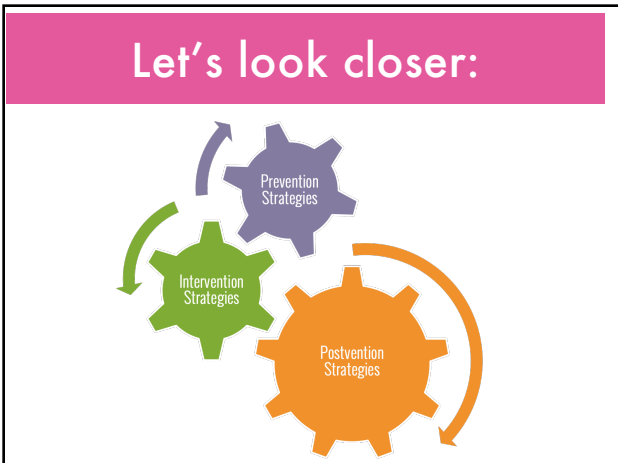 Let's look closer:
Prevention
Strategies
Intervention
Strategies
Postvention
Strategies